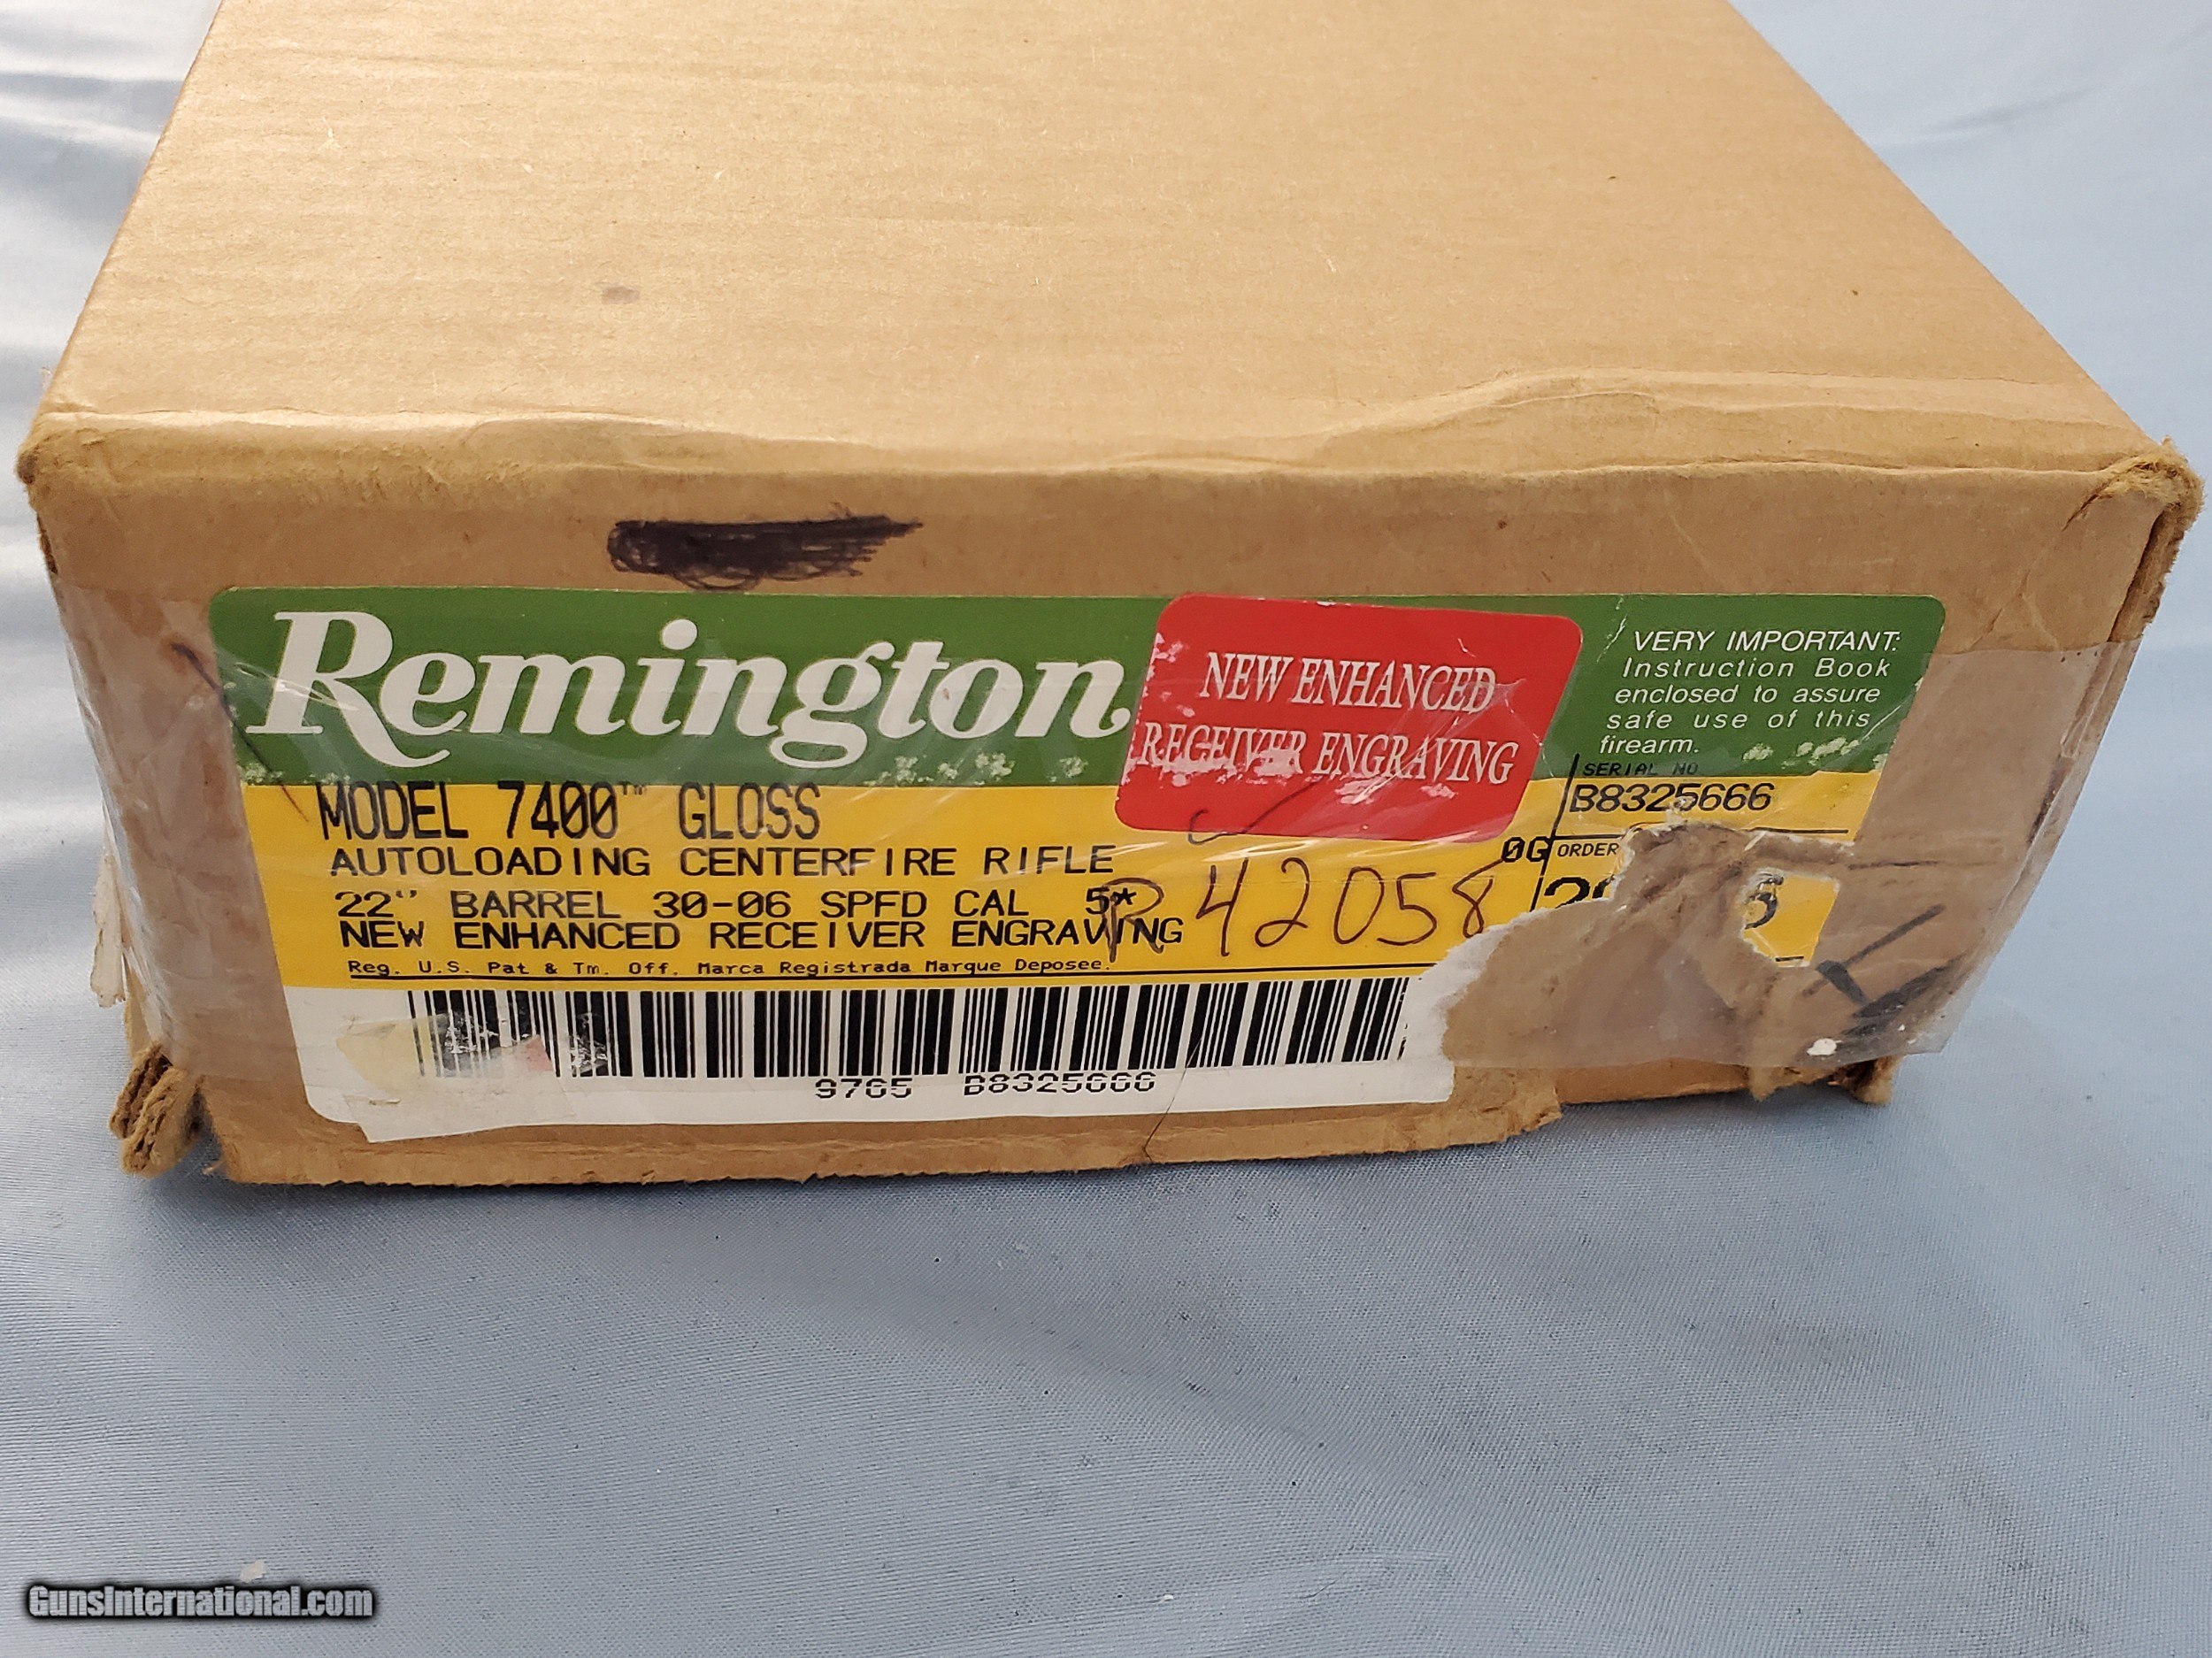 Remington
NEW ENHANCED
RECEIVER ENGRAVING
VERY IMPORTANT:
Instruction Book
enclosed to assure
safe use of this
firearm.
SERIAL NO
B8325666
MODEL 7400™ GLOSS
AUTOLOADING CENTERFIRE RIFLE
0G ORDER
22" BARREL 30-06 SPFD CAL 5*
R 42058
NEW ENHANCED RECEIVER ENGRAVING
Reg. U.S. Pat & Tm. Off. Marca Registrada Marque Deposee.
9765 B8325666
GunsInternational.com